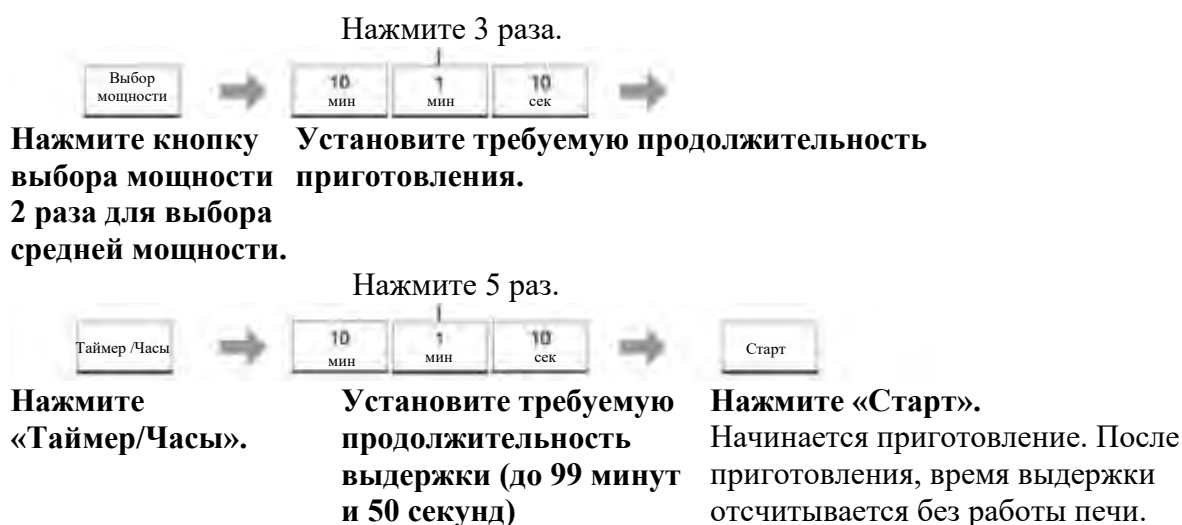 Нажмите 3 раза.
Выбор
мощности
10
мин
1
мин
10
сек
Нажмите кнопку
выбора мощности
2 раза для выбора
средней мощности.
Установите требуемую продолжительность
приготовления.
Нажмите 5 раз.
Таймер /Часы
10
мин
1
мин
10
сек
Старт
Нажмите
«Таймер/Часы».
Установите требуемую
продолжительность
выдержки (до 99 минут
и 50 секунд)
Нажмите «Старт».
Начинается приготовление. После
приготовления, время выдержки
отсчитывается без работы печи.